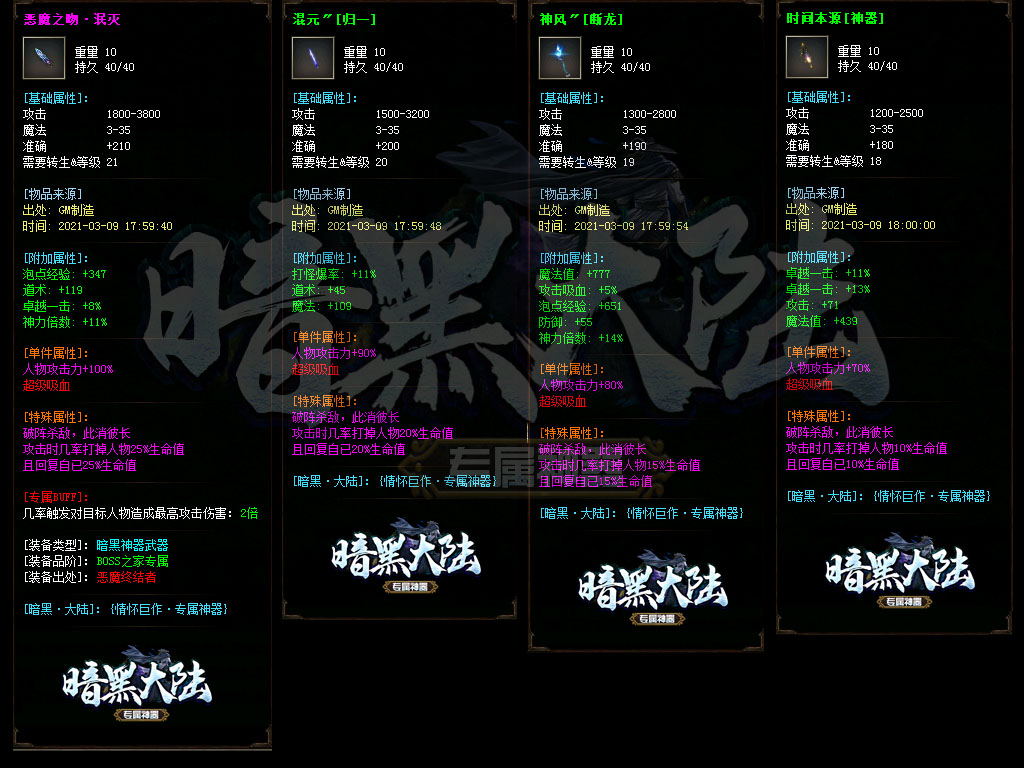 恶魔之吻·泯灭
重量 10
持久 40/40
[基础属性]:
攻击 1800-3800
魔法 3-35
准确 +210
需要转生&等级 21
[物品来源]
出处: GM制造
时间: 2021-03-09 17:59:40
[附加属性]:
泡点经验: +347
道术: +119
卓越一击: +8%
神力倍数: +11%
[单件属性]:
人物攻击力+100%
超级吸血
[特殊属性]:
破阵杀敌，此消彼长
攻击时几率打掉人物25%生命值
且回复自已25%生命值
[专属BUFF]:
几率触发对目标人物造成最高攻击伤害: 2倍
[装备类型]: 暗黑神器武器
[装备品阶]: BOSS之家专属
[装备出处]: 恶魔终结者
[暗黑·大陆]: {情怀巨作·专属神器}
暗黑大陆
专属神器
混元〃[归一]
重量 10
持久 40/40
[基础属性]:
攻击 1500-3200
魔法 3-35
准确 +200
需要转生&等级 20
[物品来源]
出处: GM制造
时间: 2021-03-09 17:59:48
[附加属性]:
打怪爆率: +11%
道术: +45
魔法: +109
[单件属性]:
人物攻击力+90%
超级吸血
[特殊属性]:
破阵杀敌，此消彼长
攻击时几率打掉人物20%生命值
且回复自已20%生命值
[暗黑·大陆]: {情怀巨作·专属神器}
暗黑大陆
专属神器
神风〃[断龙]
重量 10
持久 40/40
[基础属性]:
攻击 1300-2800
魔法 3-35
准确 +190
需要转生&等级 19
[物品来源]
出处: GM制造
时间: 2021-03-09 17:59:54
[附加属性]:
魔法值: +777
攻击吸血: +5%
泡点经验: +651
防御: +55
神力倍数: +14%
[单件属性]:
人物攻击力+80%
超级吸血
[特殊属性]:
破阵杀敌，此消彼长
攻击时几率打掉人物15%生命值
且回复自已15%生命值
[暗黑·大陆]: {情怀巨作·专属神器}
暗黑大陆
专属神器
时间本源[神器]
重量 10
持久 40/40
[基础属性]:
攻击 1200-2500
魔法 3-35
准确 +180
需要转生&等级 18
[物品来源]
出处: GM制造
时间: 2021-03-09 18:00:00
[附加属性]:
卓越一击: +11%
卓越一击: +13%
攻击: +71
魔法值: +439
[单件属性]:
人物攻击力+70%
超级吸血
[特殊属性]:
破阵杀敌，此消彼长
攻击时几率打掉人物10%生命值
且回复自已10%生命值
[暗黑·大陆]: {情怀巨作·专属神器}
暗黑大陆
专属神器
暗黑大陆
专属